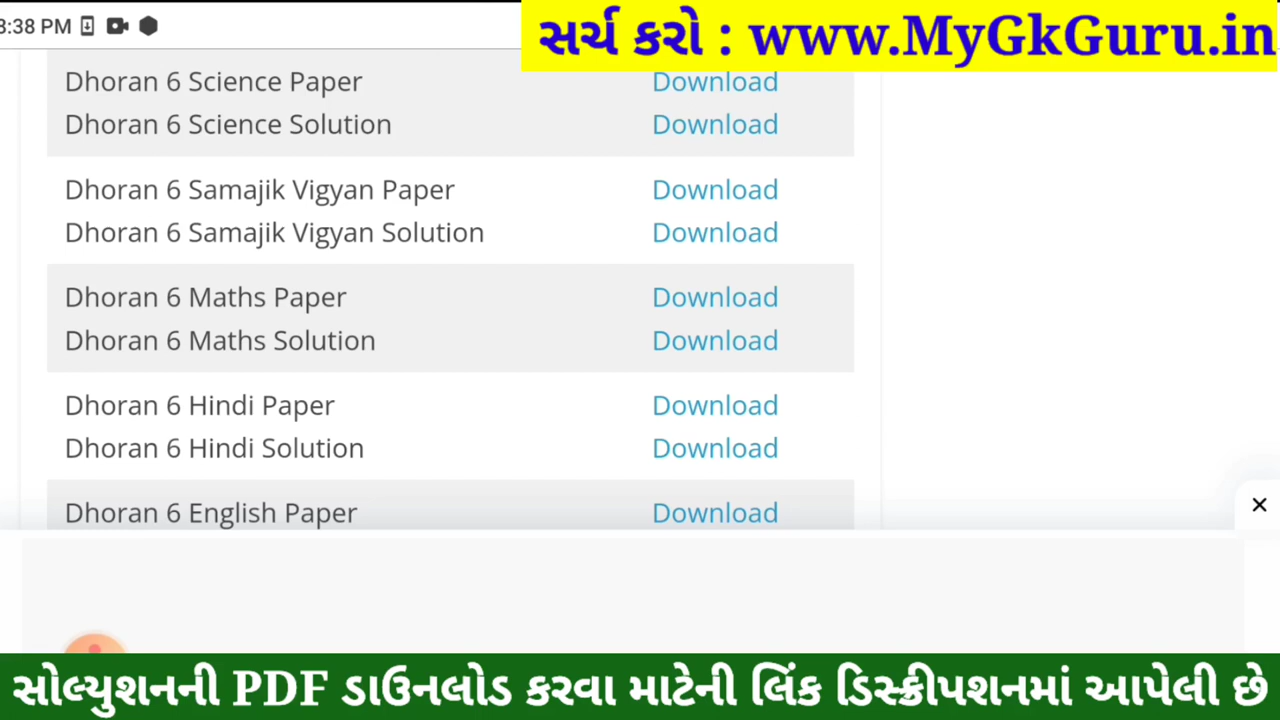 3:38 PM
સર્ચ કરો : www.MyGkGuru.in
Dhoran 6 Science Paper Download
Dhoran 6 Science Solution Download
Dhoran 6 Samajik Vigyan Paper Download
Dhoran 6 Samajik Vigyan Solution Download
Dhoran 6 Maths Paper Download
Dhoran 6 Maths Solution Download
Dhoran 6 Hindi Paper Download
Dhoran 6 Hindi Solution Download
Dhoran 6 English Paper Download
સોલ્યુશનની PDF ડાઉનલોડ કરવા માટેની લિંક ડિસ્ક્રીપશનમાં આપેલી છે